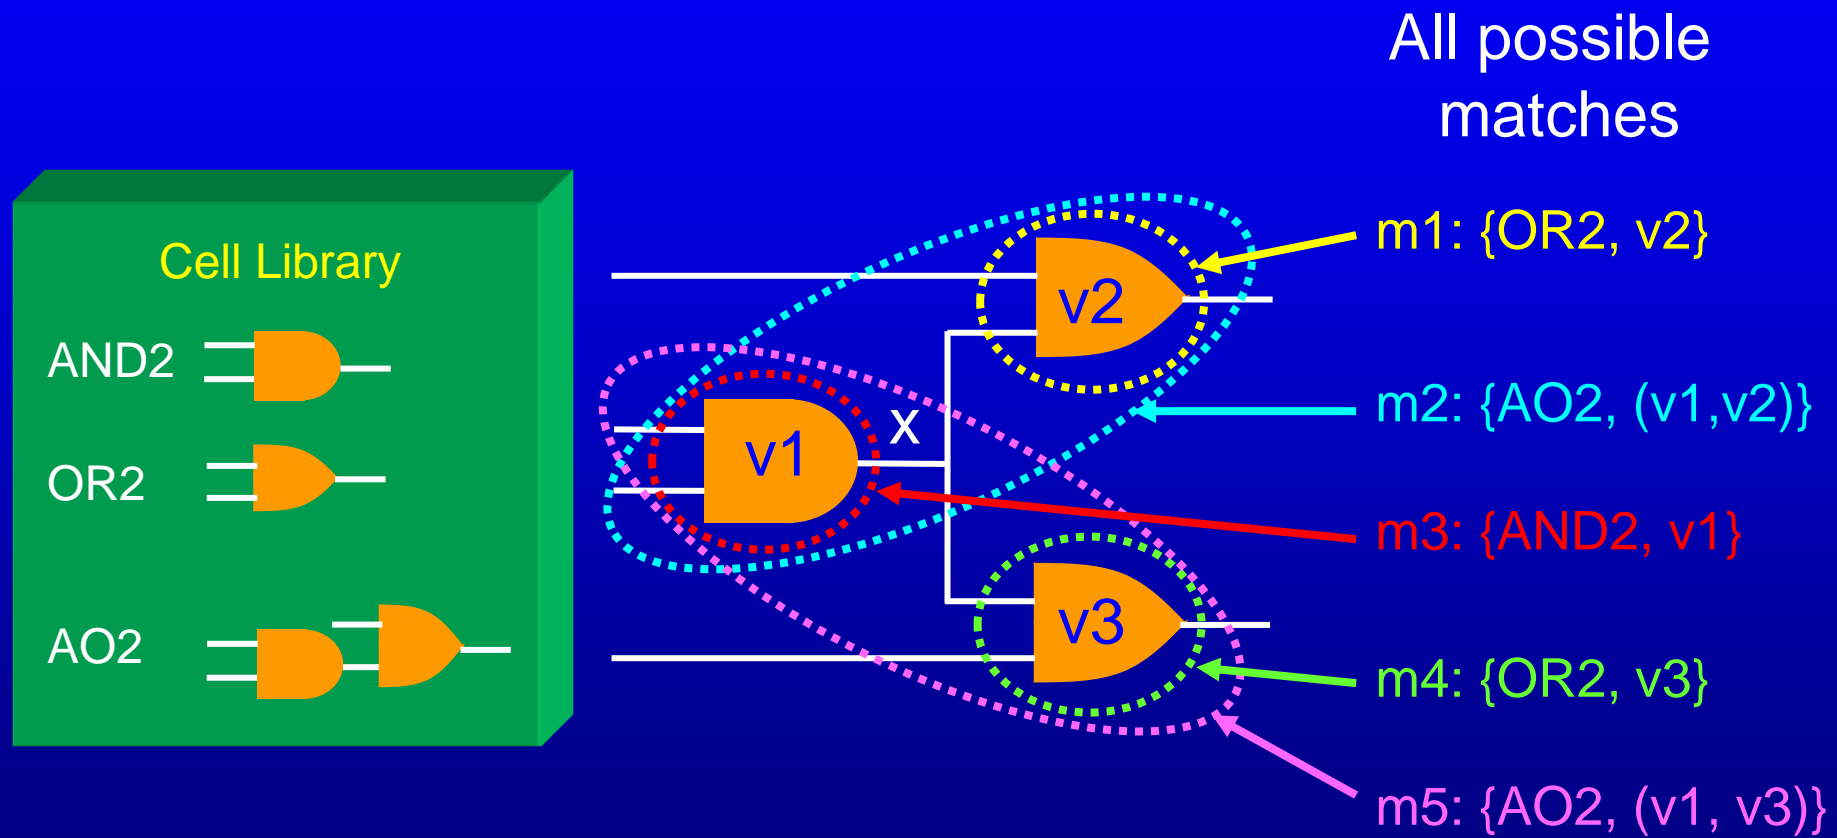 All possible
matches
Cell Library
AND2
OR2
AO2
v2
v1
x
v3
m1: {OR2, v2}
m2: {AO2, (v1,v2)}
m3: {AND2, v1}
m4: {OR2, v3}
m5: {AO2, (v1, v3)}